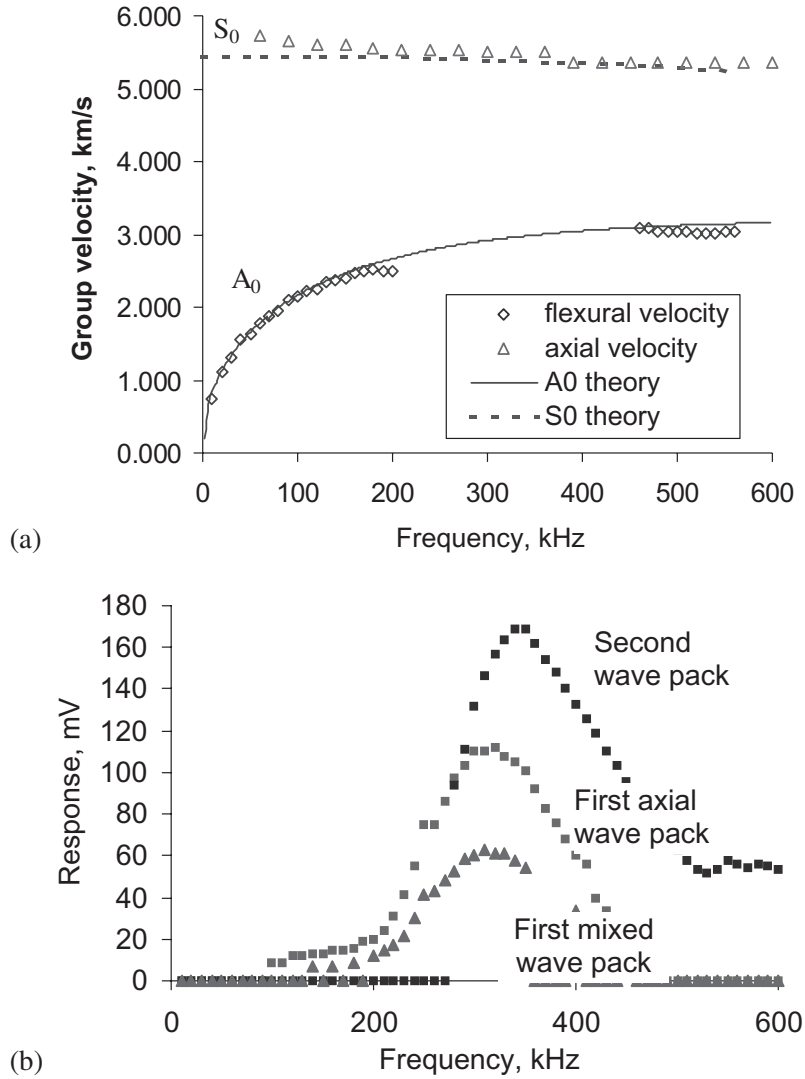 6.000
S0
5.000
4.000
3.000
2.000
1.000
0.000
Group velocity, km/s
A0
flexural velocity
axial velocity
A0 theory
S0 theory
0 100 200 300 400 500 600
Frequency, kHz
(a)
180
160
140
120
100
80
60
40
20
0
Response, mV
Second
wave pack
First axial
wave pack
First mixed
wave pack
0 200 400 600
Frequency, kHz
(b)